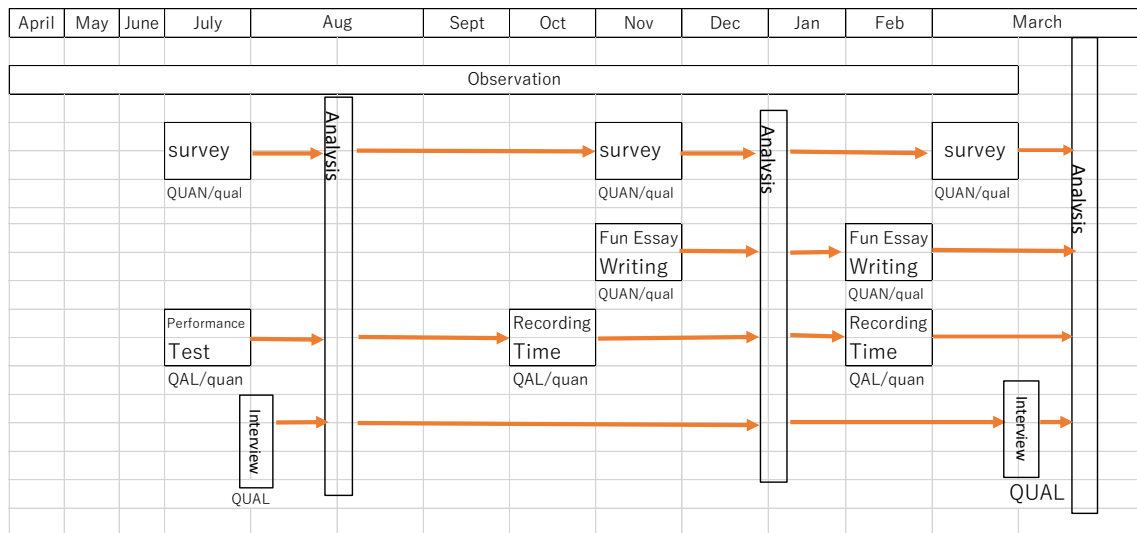 April May June July Aug Sept Oct Nov Dec Jan Feb March
Observation
Analysis
Analysis
Analysis
survey
survey
survey
QUAN/qual
QUAN/qual
QUAN/qual
Fun Essay
Writing
Fun Essay
Writing
QUAN/qual
QUAN/qual
Performance
Test
Recording
Time
Recording
Time
QAL/quan
QAL/quan
QAL/quan
Interview
Interview
QUAL
QUAL